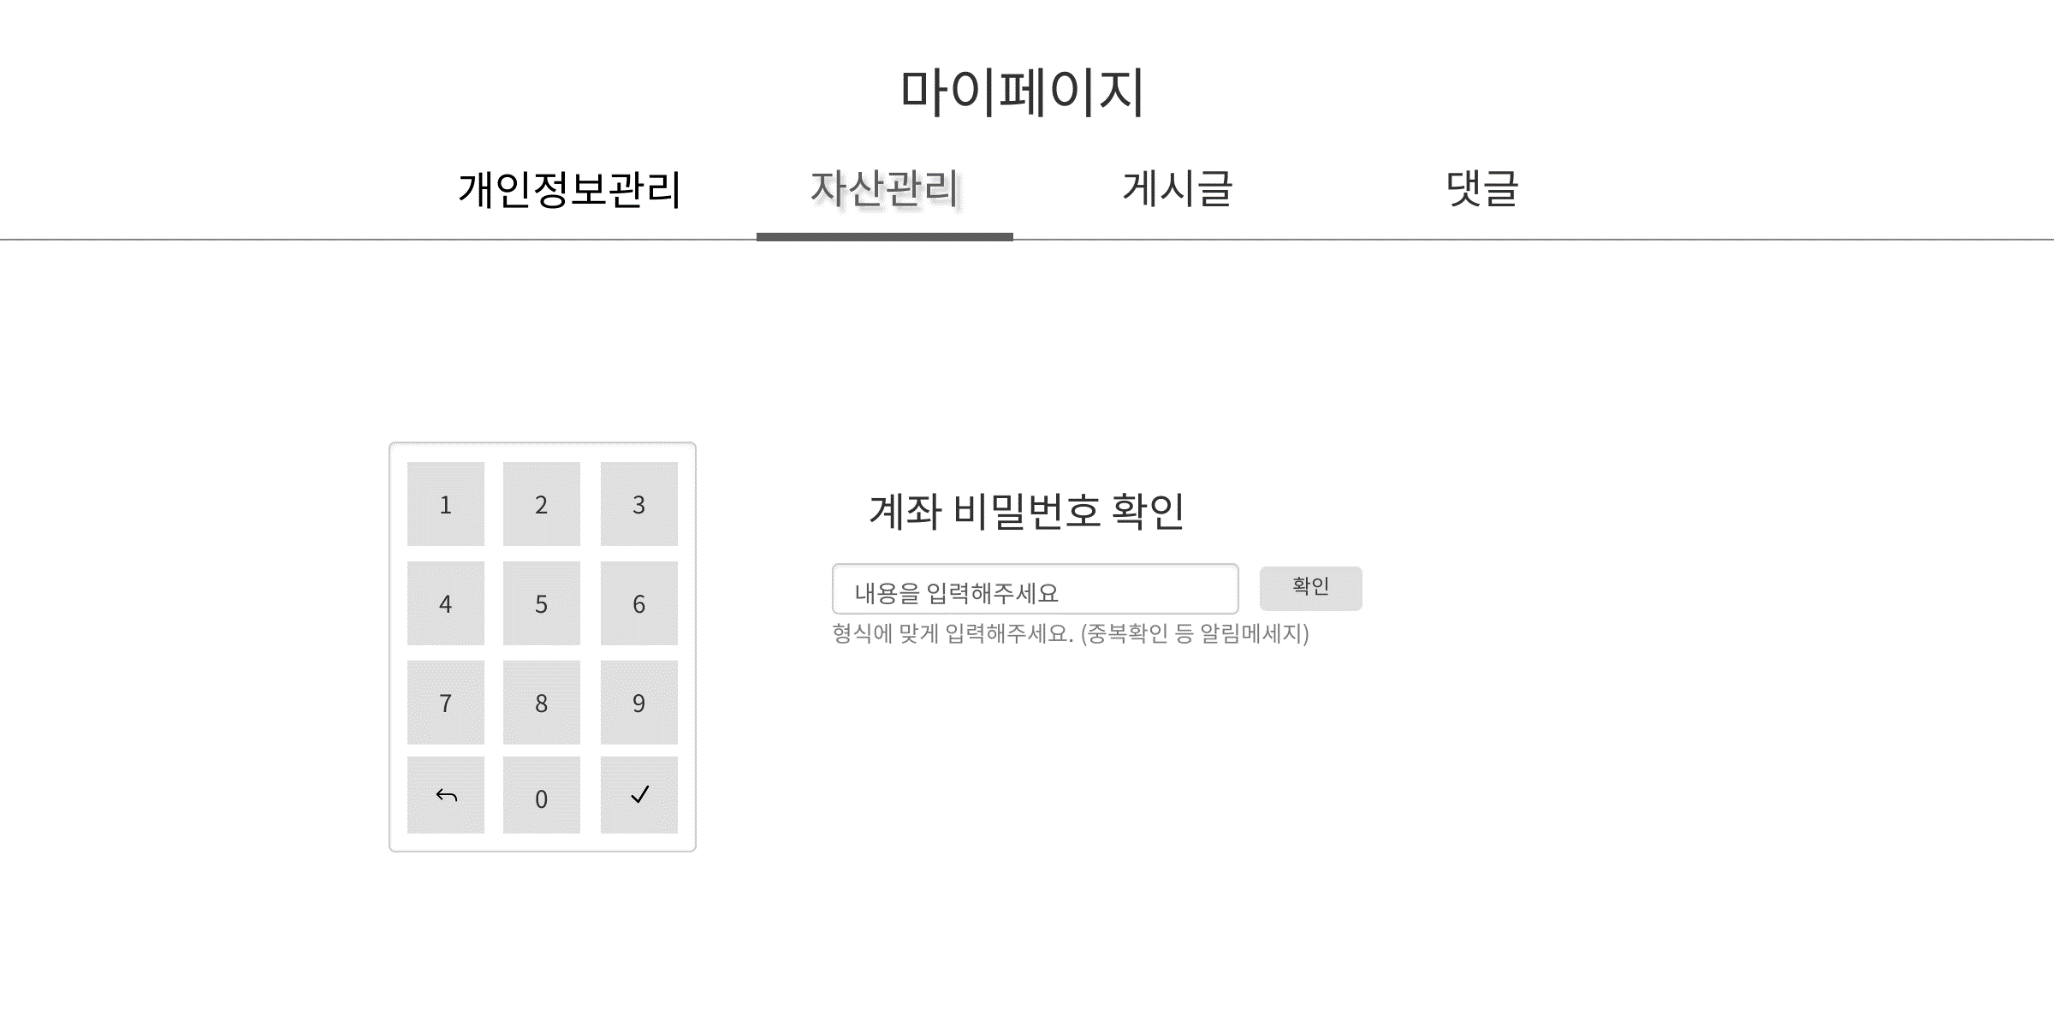 마이페이지
개인정보관리 자산관리 게시글 댓글
1 2 3
4 5 6
7 8 9
0
계좌 비밀번호 확인
내용을 입력해주세요 확인
형식에 맞게 입력해주세요. (중복확인 등 알림메세지)